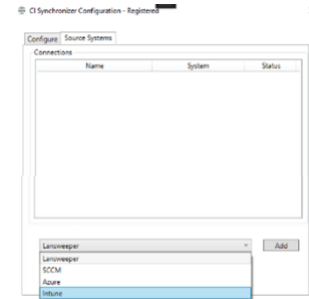 CI Synchronizer Configuration - Registered
Configure Source Systems
Connections
Name System Status
Lansweeper Add
Lansweeper
SCCM
Azure
Intune